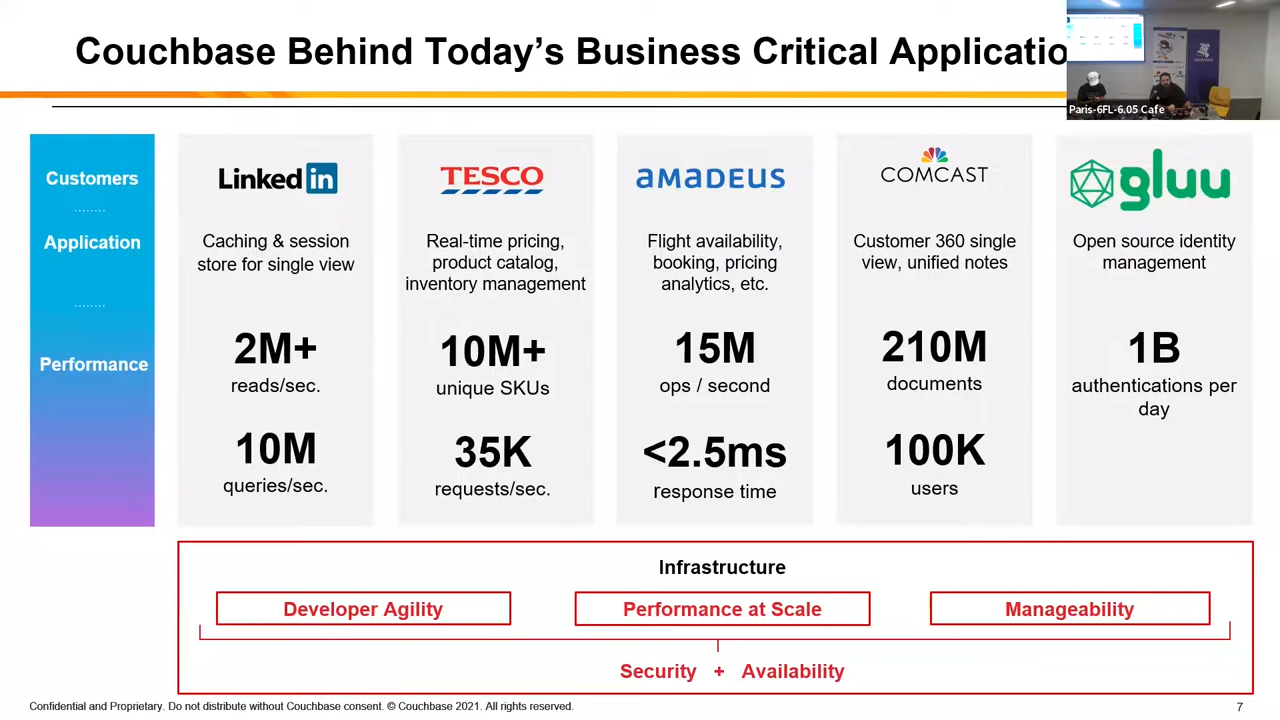 Couchbase Behind Today's Business Critical Applicatio
Paris-6FL-6.05 Cafe
Customers
........
Application
........
Performance
Linked in
Caching & session
store for single view
2M+
reads/sec.
10M
queries/sec.
TESCO
Real-time pricing,
product catalog,
inventory management
10M+
unique SKUs
35K
requests/sec.
amadeus
Flight availability,
booking, pricing
analytics, etc.
15M
ops / second
<2.5ms
response time
COMCAST
Customer 360 single
view, unified notes
210M
documents
100K
users
gluu
Open source identity
management
1B
authentications per
day
Infrastructure
Developer Agility
Performance at Scale
Manageability
Security + Availability
Confidential and Proprietary. Do not distribute without Couchbase consent. © Couchbase 2021. All rights reserved.
7